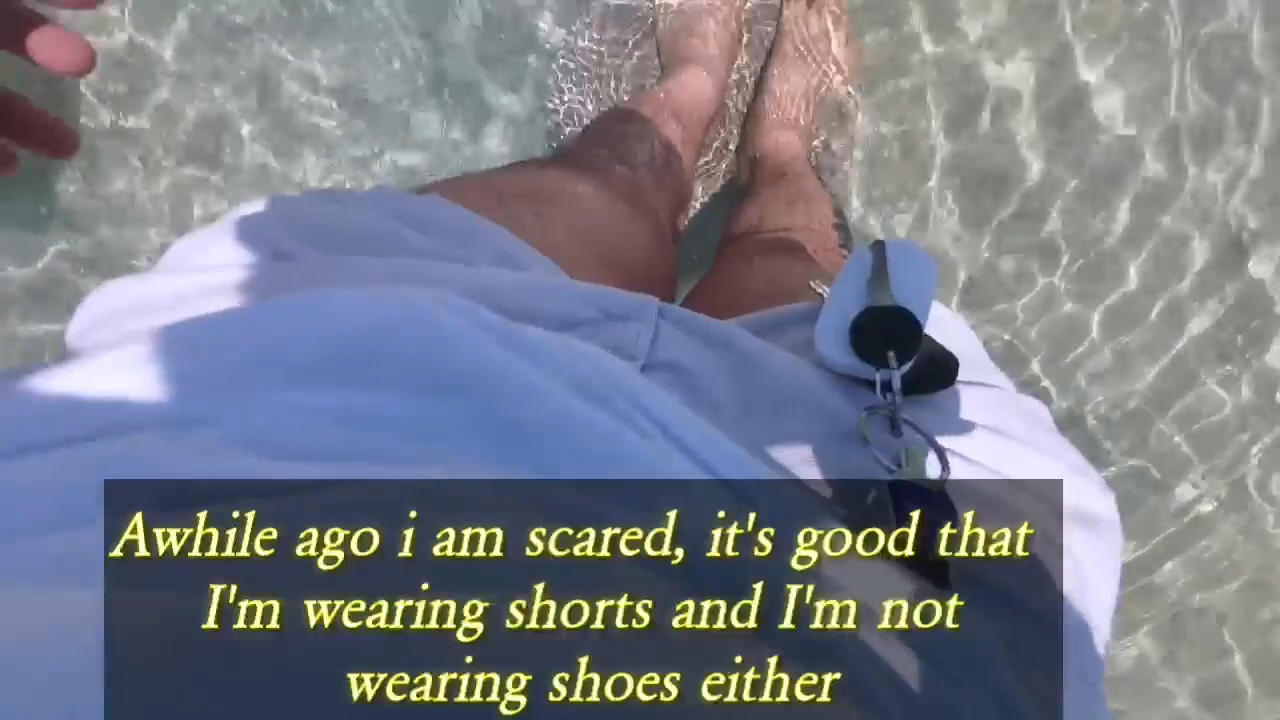 Awhile ago i am scared, it's good that
I'm wearing shorts and I'm not
wearing shoes either